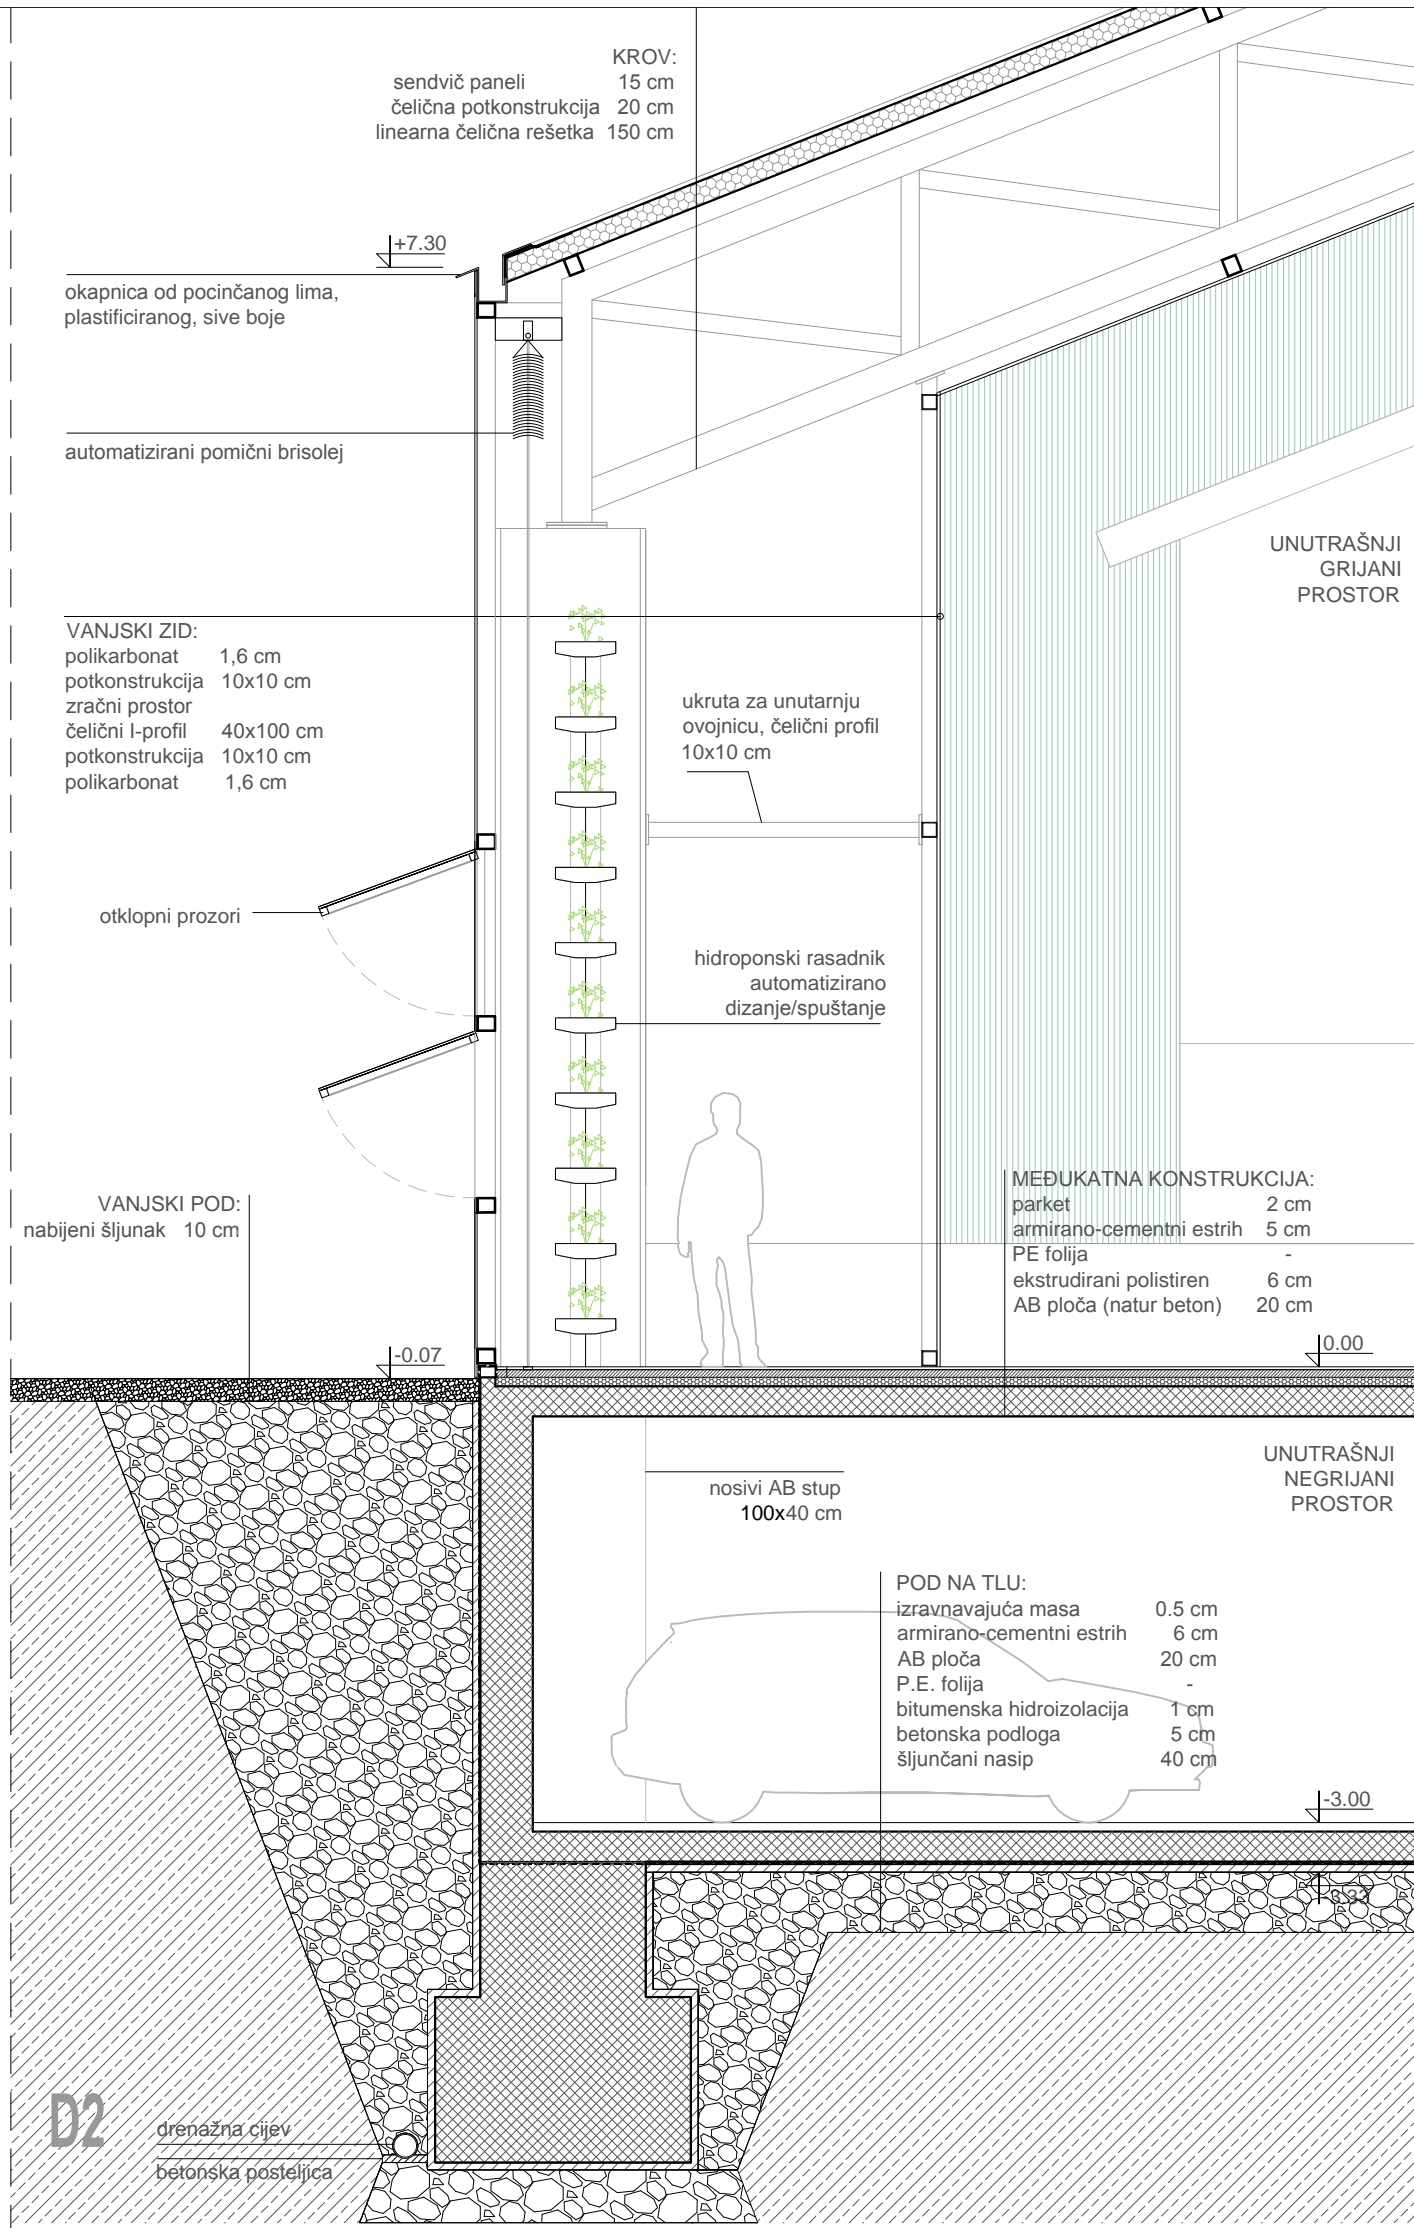 KROV:
sendvič paneli 15 cm
čelična potkonstrukcija 20 cm
linearna čelična rešetka 150 cm
+7.30
okapnica od pocinčanog lima,
plastificiranog, sive boje
automatizirani pomični brisolej
UNUTRAŠNJI
GRIJANI
PROSTOR
VANJSKI ZID:
polikarbonat 1,6 cm
potkonstrukcija 10x10 cm
zračni prostor
čelični I-profil 40x100 cm
potkonstrukcija 10x10 cm
polikarbonat 1,6 cm
ukruta za unutarnju
ovojnicu, čelični profil
10x10 cm
otklopni prozori
hidroponski rasadnik
automatizirano
dizanje/spuštanje
VANJSKI POD:
nabijeni šljunak 10 cm
MEĐUKATNA KONSTRUKCIJA:
parket 2 cm
armirano-cementni estrih 5 cm
PE folija -
ekstrudirani polistiren 6 cm
AB ploča (natur beton) 20 cm
-0.07
0.00
UNUTRAŠNJI
NEGRIJANI
PROSTOR
nosivi AB stup
100x40 cm
POD NA TLU:
izravnavajuća masa 0.5 cm
armirano-cementni estrih 6 cm
AB ploča 20 cm
P.E. folija -
bitumenska hidroizolacija 1 cm
betonska podloga 5 cm
šljunčani nasip 40 cm
-3.00
-3.33
D2
drenažna cijev
betonska posteljica